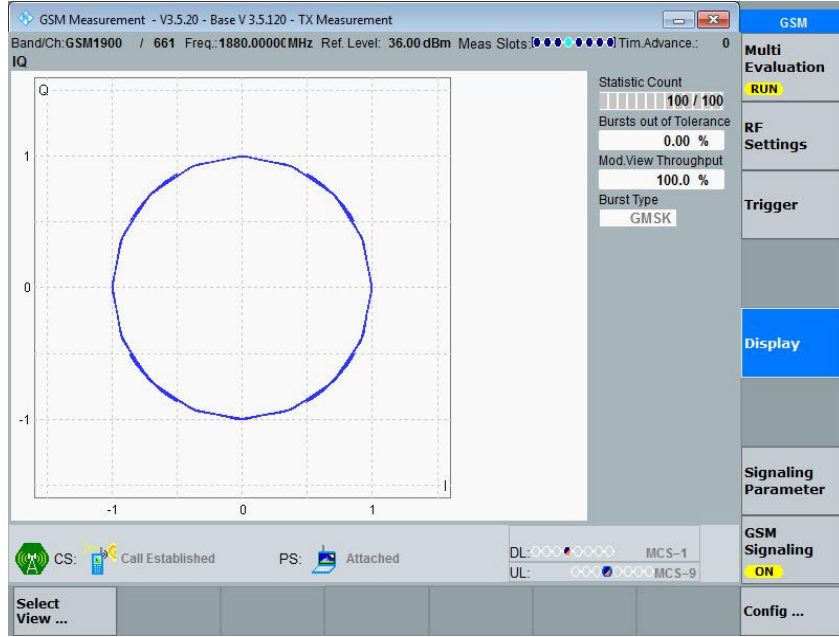 GSM Measurement - V3.5.20 - Base V 3.5.120 - TX Measurement
GSM
Band/Ch:GSM1900 / 661 Freq.:1880.0000 MHz Ref. Level: 36.00 dBm Meas Slots: Tim.Advance.: 0
IQ
Multi
Evaluation
RUN
Q
Statistic Count
100 / 100
Bursts out of Tolerance
0.00 %
Mod.View Throughput
100.0 %
Burst Type
GMSK
RF
Settings
Trigger
1
0
-1
I
-1 0 1
Display
Signaling
Parameter
GSM
Signaling
ON
CS: Call Established PS: Attached
DL: MCS-1
UL: MCS-9
Select
View ...
Config ...